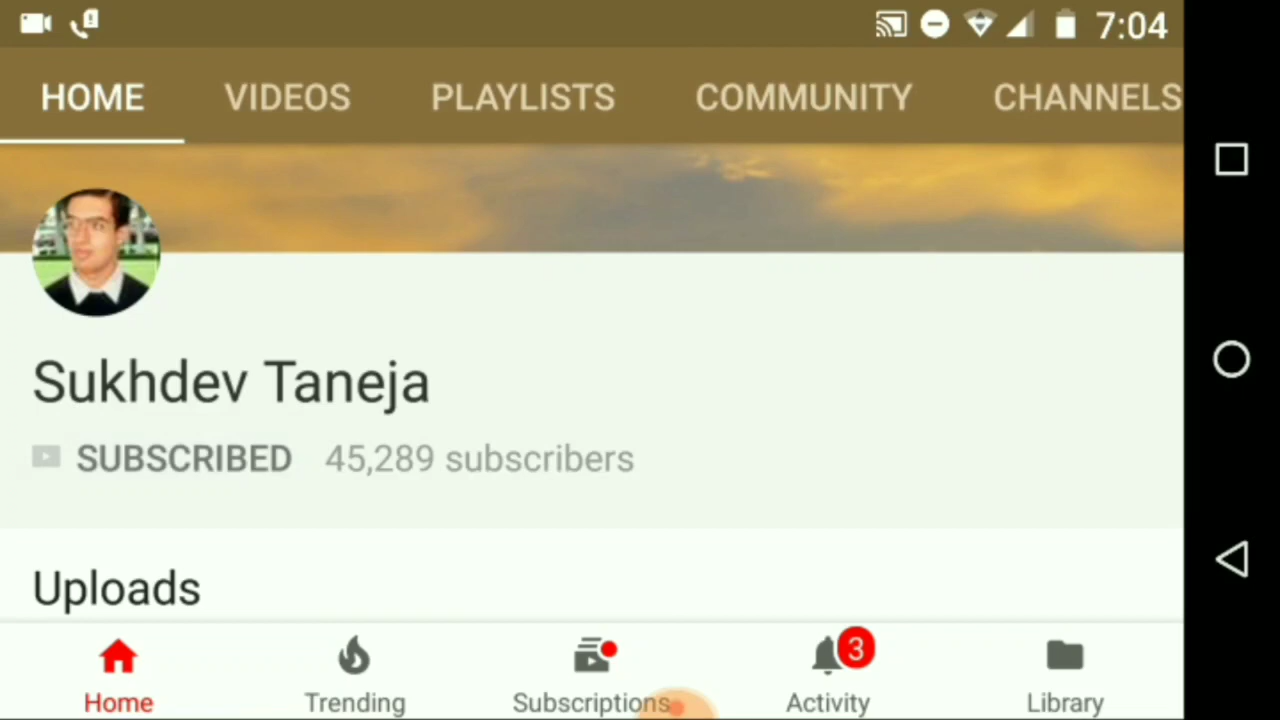 7:04
HOME VIDEOS PLAYLISTS COMMUNITY CHANNELS
Sukhdev Taneja
SUBSCRIBED 45,289 subscribers
Uploads
3
Home Trending Subscriptions Activity Library